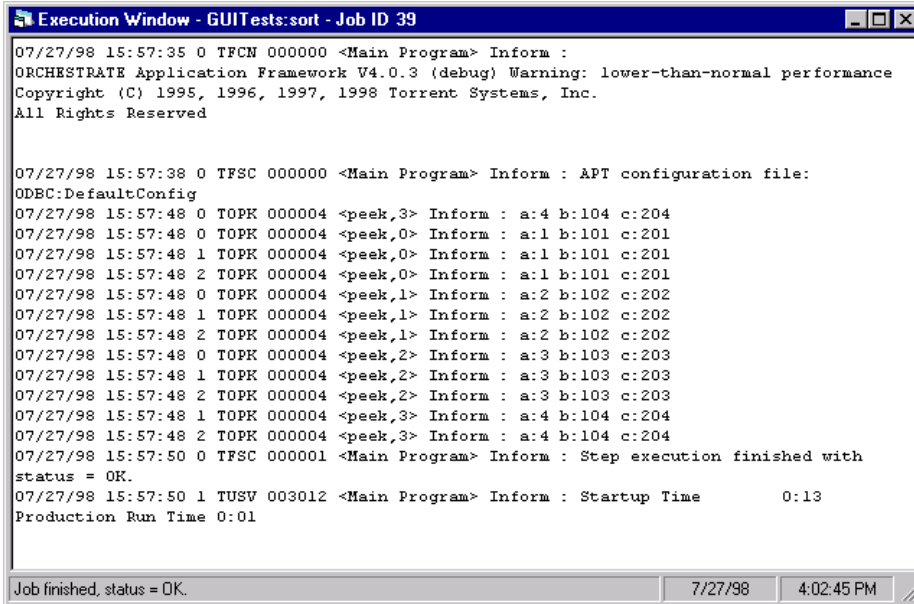 Execution Window - GUITests:sort - Job ID 39
07/27/98 15:57:35 0 TFCN 000000 <Main Program> Inform :
ORCHESTRATE Application Framework V4.0.3 (debug) Warning: lower-than-normal performance
Copyright (C) 1995, 1996, 1997, 1998 Torrent Systems, Inc.
All Rights Reserved
07/27/98 15:57:38 0 TFSC 000000 <Main Program> Inform : APT configuration file:
ODBC:DefaultConfig
07/27/98 15:57:48 0 TOPK 000004 <peek,3> Inform : a:4 b:104 c:204
07/27/98 15:57:48 0 TOPK 000004 <peek,0> Inform : a:1 b:101 c:201
07/27/98 15:57:48 1 TOPK 000004 <peek,0> Inform : a:1 b:101 c:201
07/27/98 15:57:48 2 TOPK 000004 <peek,0> Inform : a:1 b:101 c:201
07/27/98 15:57:48 0 TOPK 000004 <peek,1> Inform : a:2 b:102 c:202
07/27/98 15:57:48 1 TOPK 000004 <peek,1> Inform : a:2 b:102 c:202
07/27/98 15:57:48 2 TOPK 000004 <peek,1> Inform : a:2 b:102 c:202
07/27/98 15:57:48 0 TOPK 000004 <peek,2> Inform : a:3 b:103 c:203
07/27/98 15:57:48 1 TOPK 000004 <peek,2> Inform : a:3 b:103 c:203
07/27/98 15:57:48 2 TOPK 000004 <peek,2> Inform : a:3 b:103 c:203
07/27/98 15:57:48 1 TOPK 000004 <peek,3> Inform : a:4 b:104 c:204
07/27/98 15:57:48 2 TOPK 000004 <peek,3> Inform : a:4 b:104 c:204
07/27/98 15:57:50 0 TFSC 000001 <Main Program> Inform : Step execution finished with
status = OK.
07/27/98 15:57:50 1 TUSV 003012 <Main Program> Inform : Startup Time 0:13
Production Run Time 0:01
Job finished, status = OK. 7/27/98 4:02:45 PM